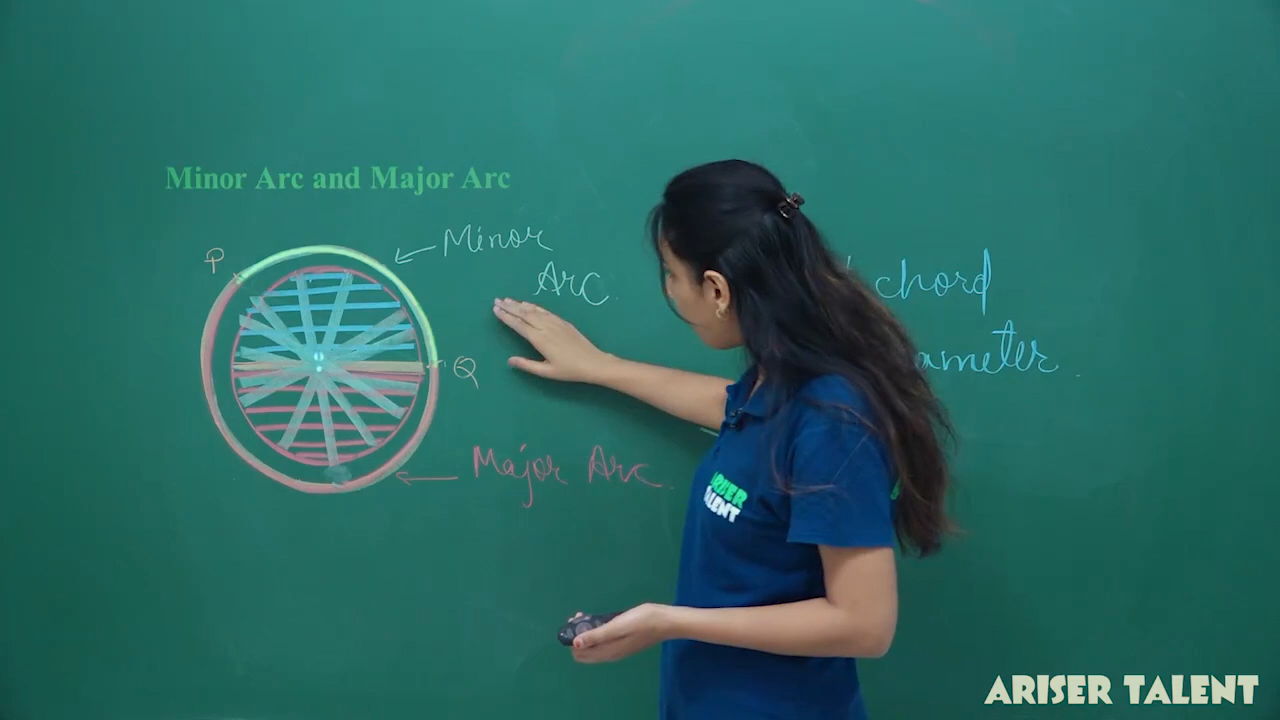 Minor Arc and Major Arc
P
Minor
Arc.
chord
Q
ameter.
Major Arc.
ARISER
TALENT
ARISER TALENT